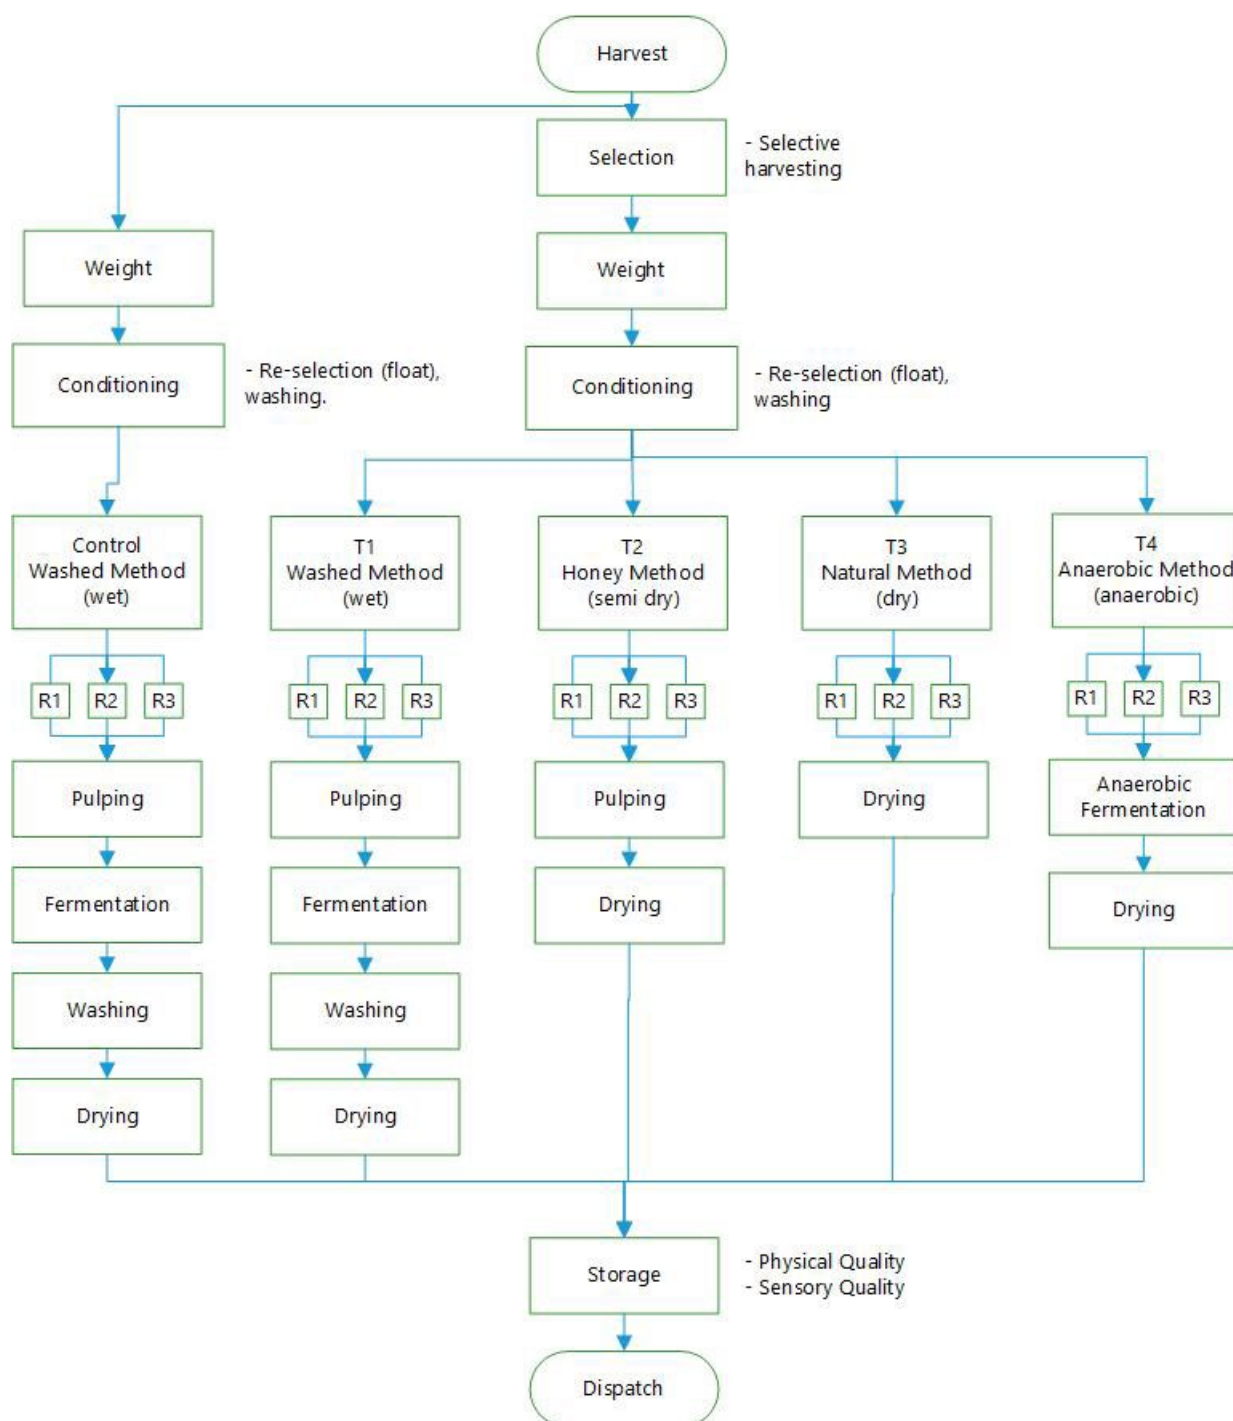 Harvest
Selection
- Selective
harvesting
Weight
Weight
Conditioning
- Re-selection (float),
washing.
Conditioning
- Re-selection (float),
washing
Control
Washed Method
(wet)
T1
Washed Method
(wet)
T2
Honey Method
(semi dry)
T3
Natural Method
(dry)
T4
Anaerobic Method
(anaerobic)
R1 R2 R3
R1 R2 R3
R1 R2 R3
R1 R2 R3
R1 R2 R3
Pulping
Pulping
Pulping
Drying
Anaerobic
Fermentation
Fermentation
Fermentation
Drying
Drying
Washing
Washing
Drying
Drying
Storage
- Physical Quality
- Sensory Quality
Dispatch